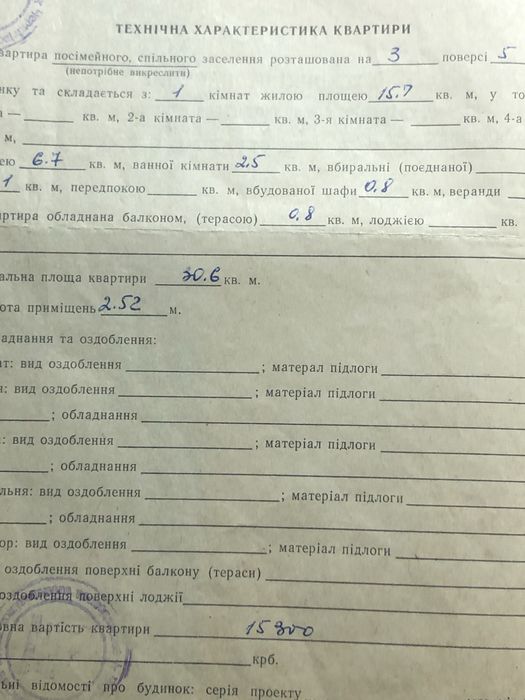 ТЕХНІЧНА ХАРАКТЕРИСТИКА КВАРТИРИ
вартира посімейного, спільного заселення розташована на 3 поверсі 5
(непотрібне викреслити)
нку та складається з: 1 кімнат жилою площею 15.7 кв. м, у то
— кв. м, 2-а кімната — кв. м, 3-я кімната — кв. м, 4-а
м,
ею 6.7 кв. м, ванної кімнати 2.5 кв. м, вбиральні (поєднаної)
1 кв. м, передпокою кв. м, вбудованої шафи 0.8 кв. м, веранди
артира обладнана балконом, (терасою) 0,8 кв. м, лоджією кв.
альна площа квартири 30.6 кв. м.
ота приміщень 2.52 м.
аднання та оздоблення:
ат: вид оздоблення ; матерал підлоги
я: вид оздоблення ; матеріал підлоги
; обладнання
: вид оздоблення ; матеріал підлоги
; обладнання
льня: вид оздоблення ; матеріал підлоги
; обладнання
ор: вид оздоблення ; матеріал підлоги
оздоблення поверхні балкону (тераси)
оздоблення поверхні лоджії
овна вартість квартири 15300
крб.
ьні відомості про будинок: серія проекту